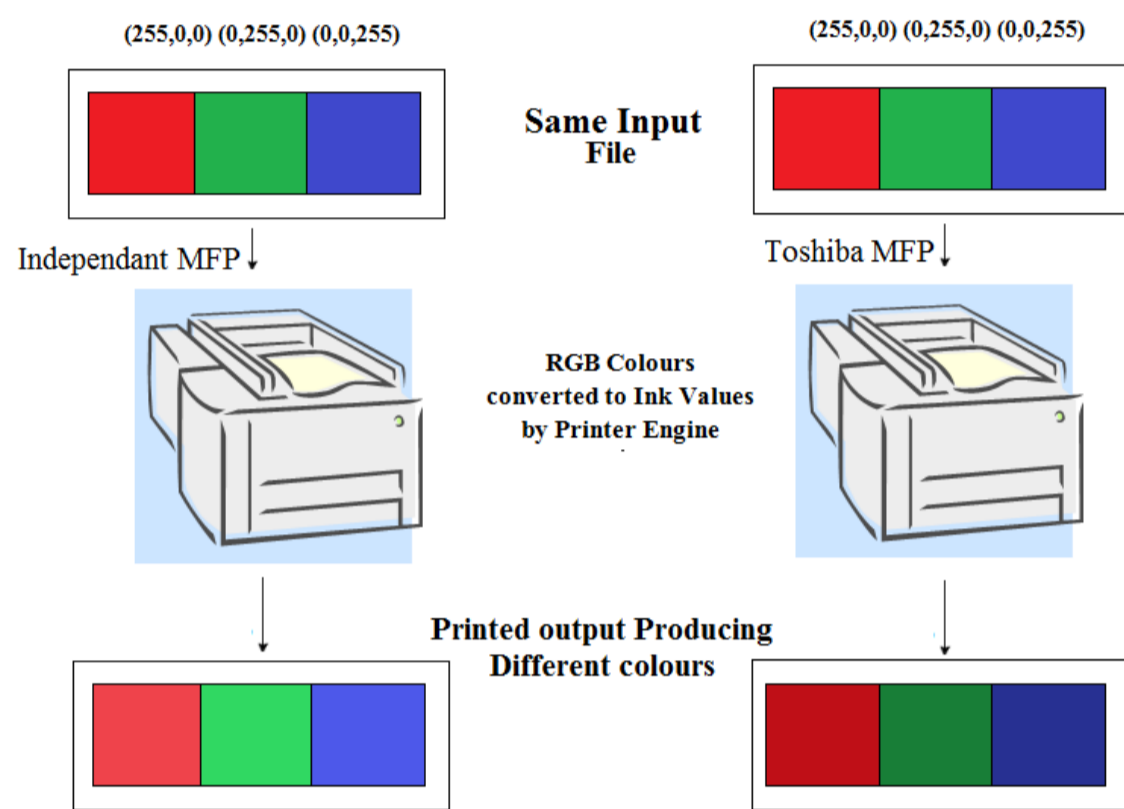 (255,0,0) (0,255,0) (0,0,255)
(255,0,0) (0,255,0) (0,0,255)
Same Input
File
Independant MFP
Toshiba MFP
RGB Colours
converted to Ink Values
by Printer Engine
Printed output Producing
Different colours